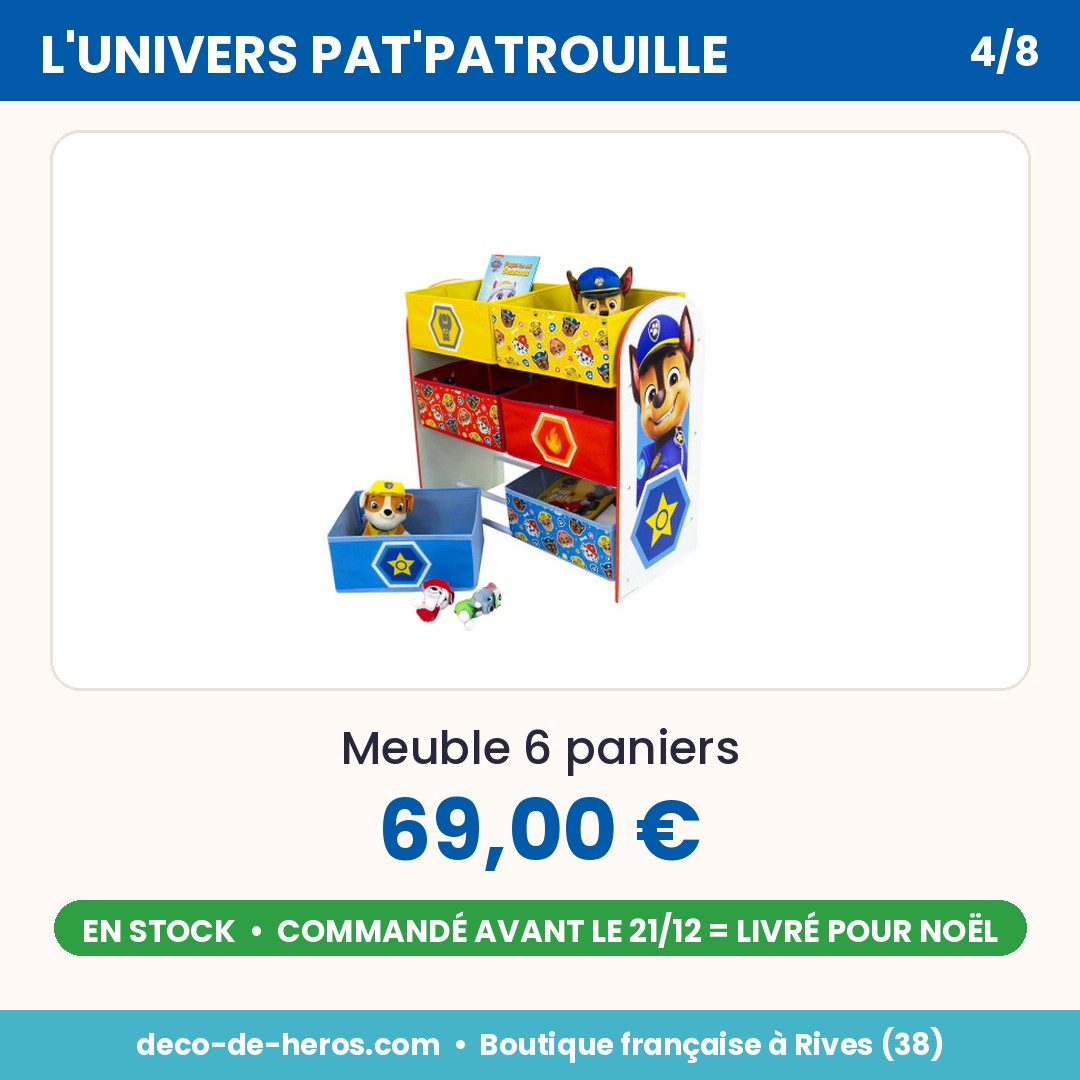 L'UNIVERS PAT'PATROUILLE
4/8
Meuble 6 paniers
69,00 €
EN STOCK • COMMANDÉ AVANT LE 21/12 = LIVRÉ POUR NOËL
deco-de-heros.com • Boutique française à Rives (38)